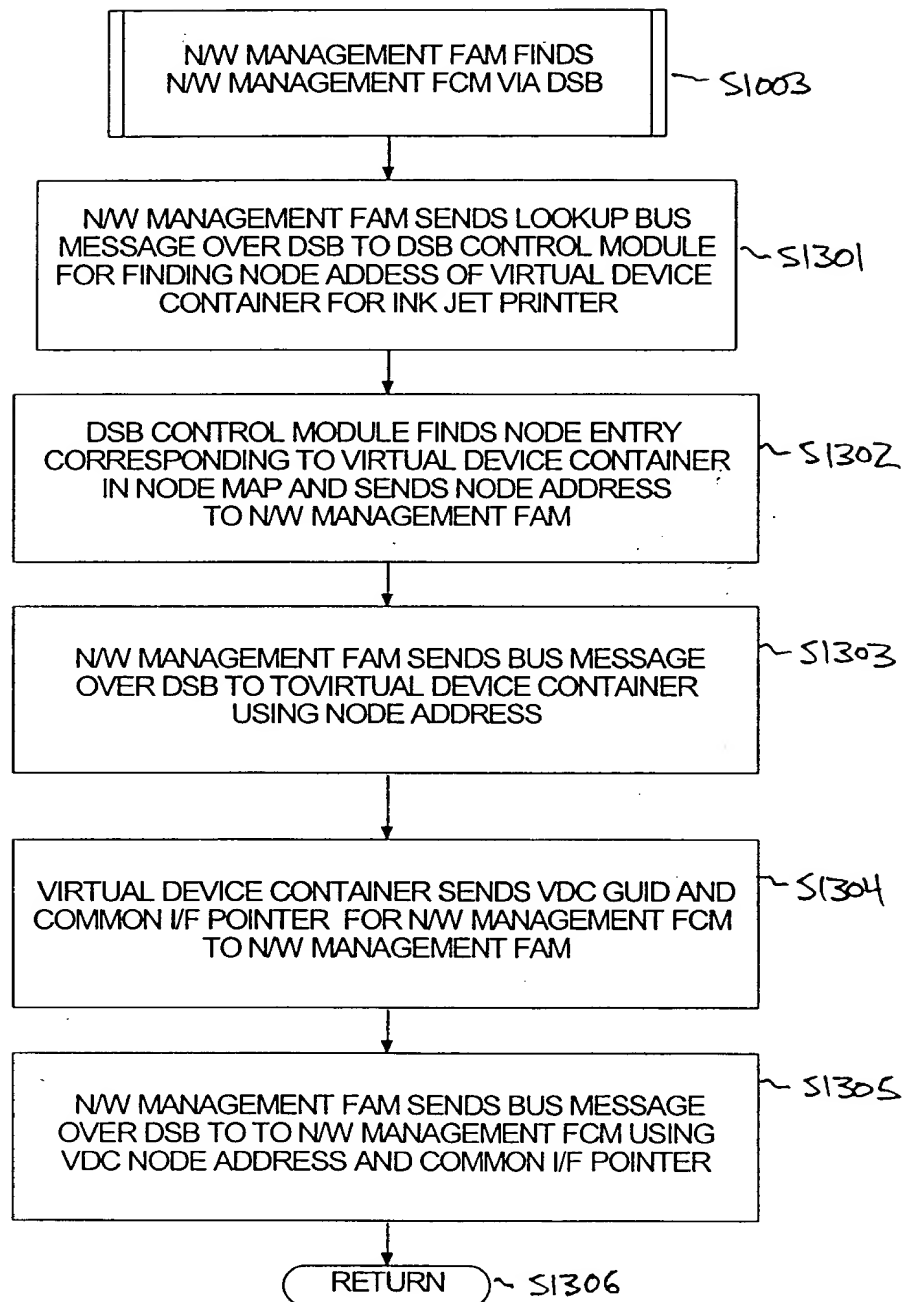 N/W MANAGEMENT FAM FINDS
N/W MANAGEMENT FCM VIA DSB
S1003
N/W MANAGEMENT FAM SENDS LOOKUP BUS
MESSAGE OVER DSB TO DSB CONTROL MODULE
FOR FINDING NODE ADDESS OF VIRTUAL DEVICE
CONTAINER FOR INK JET PRINTER
S1301
DSB CONTROL MODULE FINDS NODE ENTRY
CORRESPONDING TO VIRTUAL DEVICE CONTAINER
IN NODE MAP AND SENDS NODE ADDRESS
TO N/W MANAGEMENT FAM
S1302
N/W MANAGEMENT FAM SENDS BUS MESSAGE
OVER DSB TO TOVIRTUAL DEVICE CONTAINER
USING NODE ADDRESS
S1303
VIRTUAL DEVICE CONTAINER SENDS VDC GUID AND
COMMON I/F POINTER FOR N/W MANAGEMENT FCM
TO N/W MANAGEMENT FAM
S1304
N/W MANAGEMENT FAM SENDS BUS MESSAGE
OVER DSB TO TO N/W MANAGEMENT FCM USING
VDC NODE ADDRESS AND COMMON I/F POINTER
S1305
RETURN
S1306